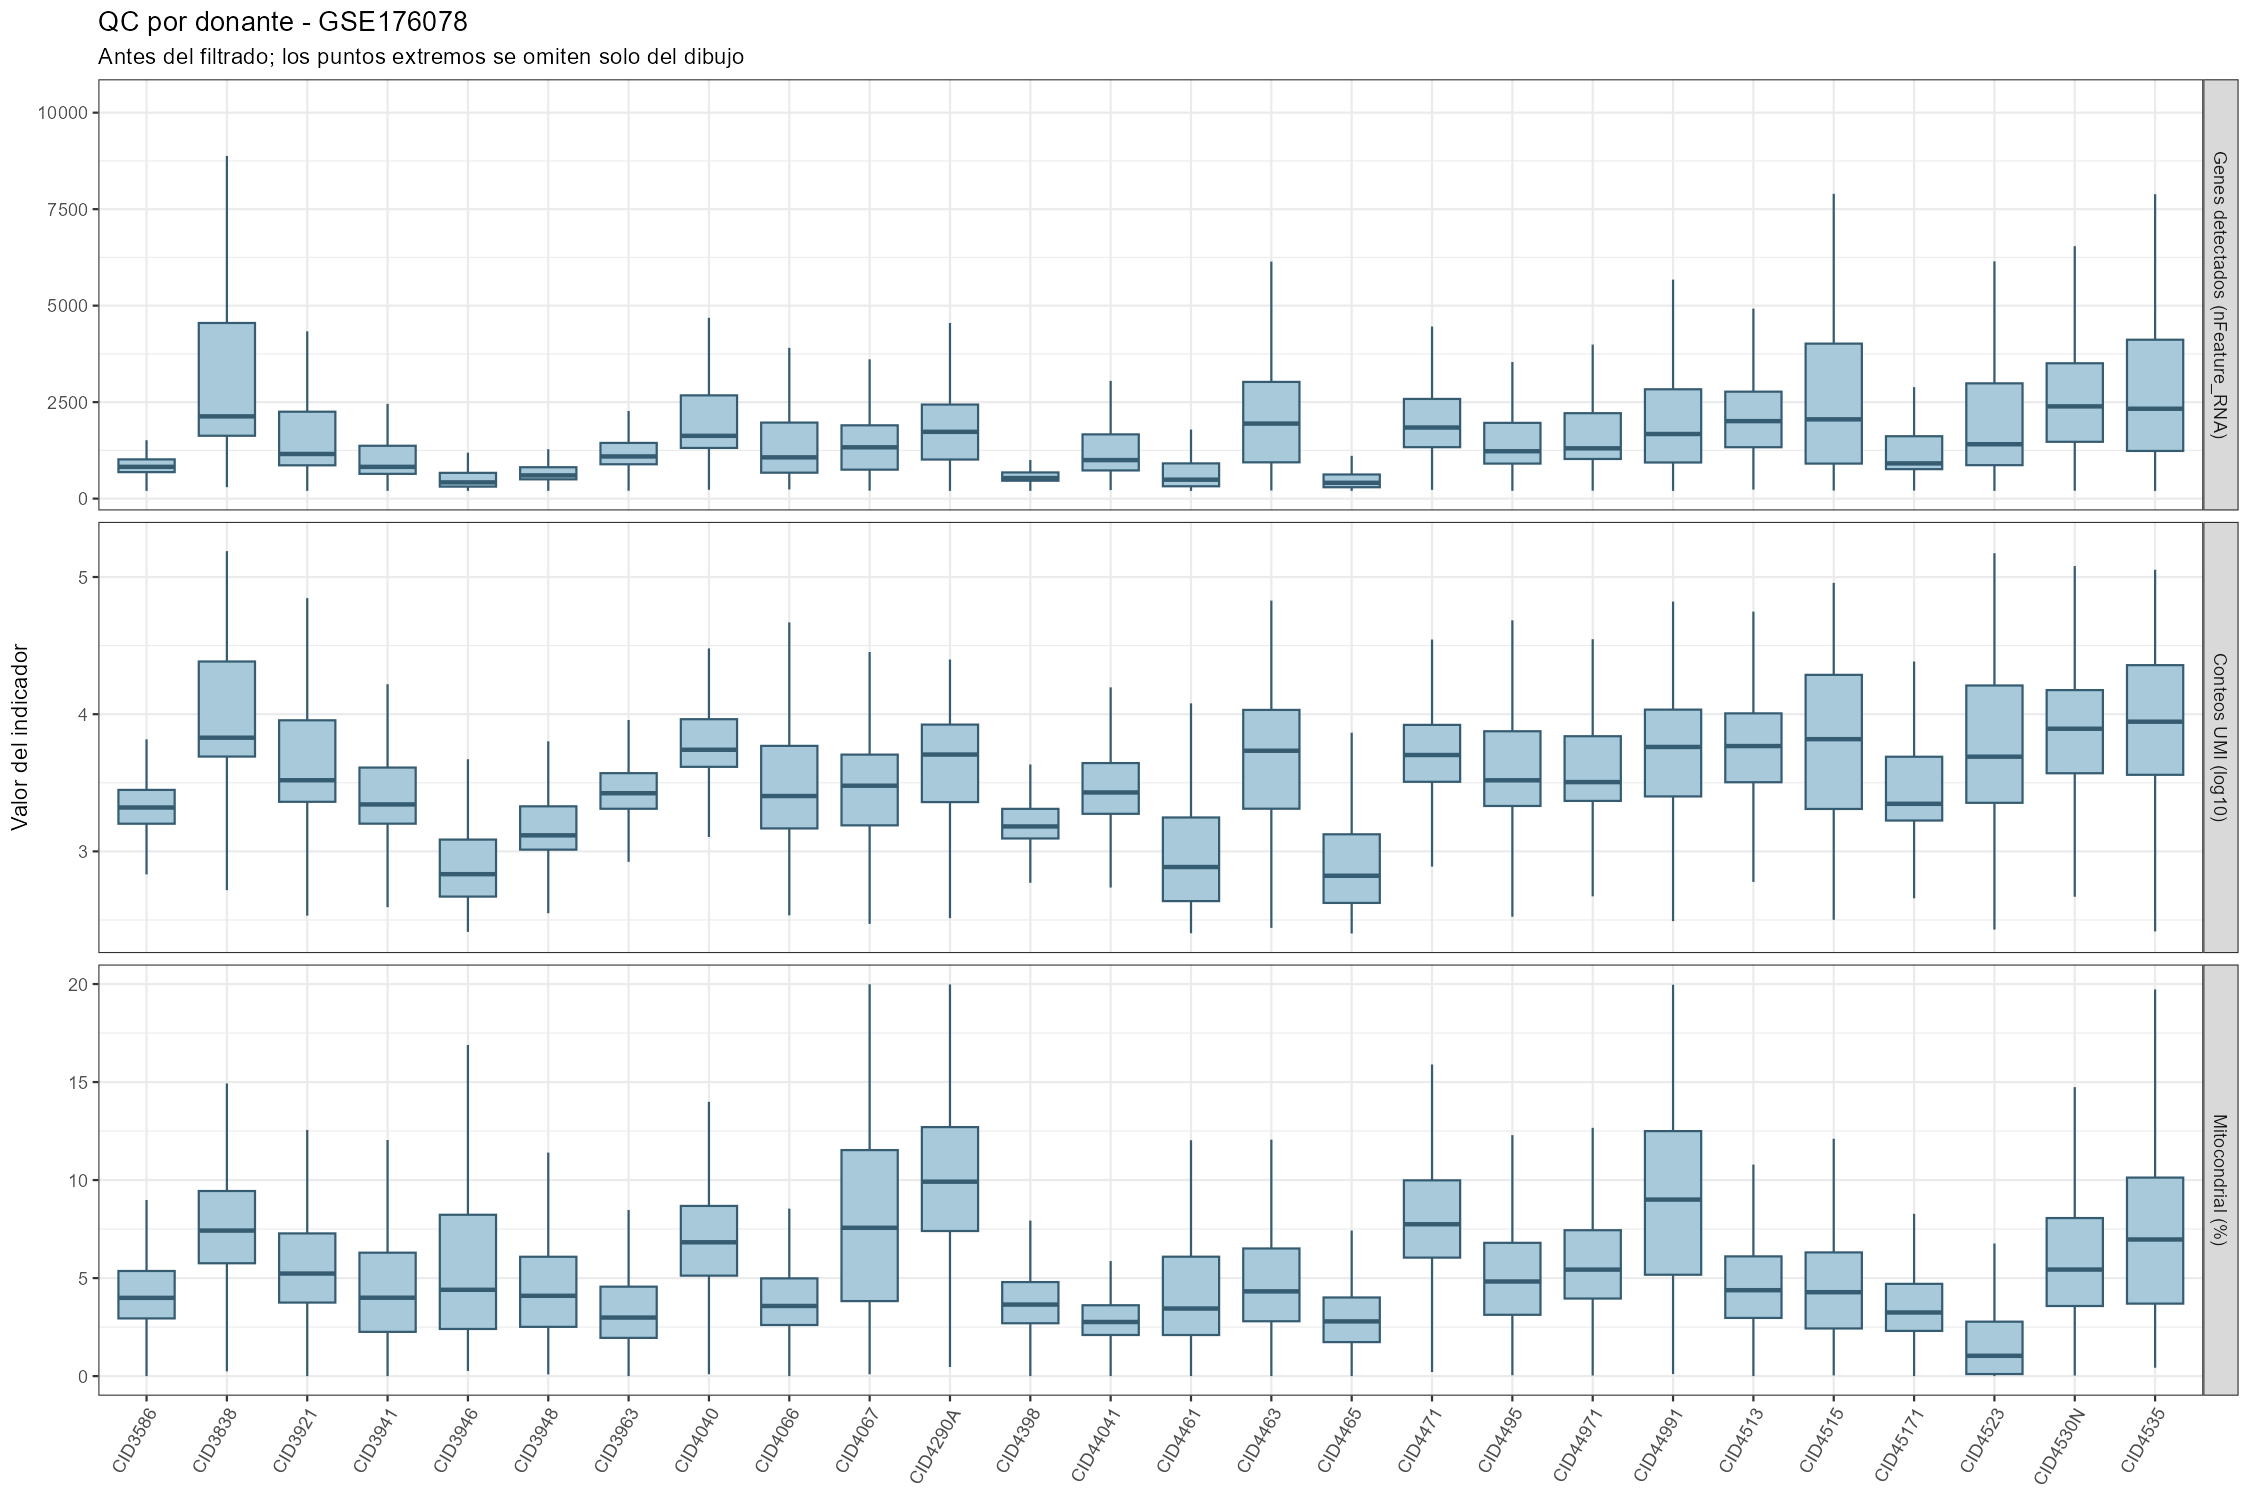 QC por donante - GSE176078
Antes del filtrado; los puntos extremos se omiten solo del dibujo
Valor del indicador
10000
7500
5000
2500
0
Genes detectados (nFeature_RNA)
5
4
3
Conteos UMI (log10)
20
15
10
5
0
Mitocondrial (%)
CID3586
CID3838
CID3921
CID3941
CID3946
CID3948
CID3963
CID4040
CID4066
CID4067
CID4290A
CID4398
CID44041
CID4461
CID4463
CID4465
CID4471
CID4495
CID44971
CID44991
CID4513
CID4515
CID45171
CID4523
CID4530N
CID4535